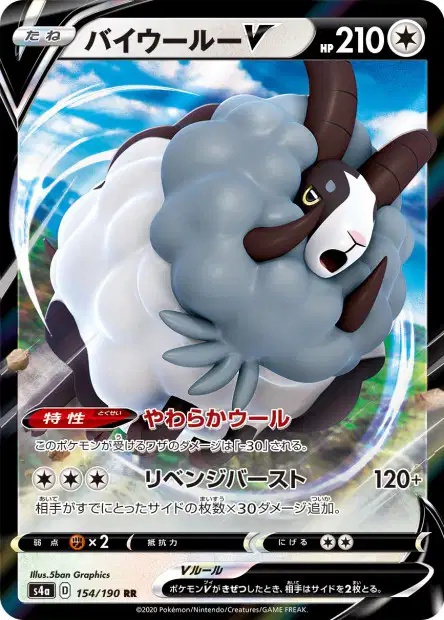 たね バイウールーV HP 210
特性 とくせい やわらかウール
このポケモンが受けるワザのダメージは「-30」される。
リベンジバースト 120+
相手がすでにとったサイドの枚数×30ダメージ追加。
弱点 ×2 抵抗力 にげる
Illus.5ban Graphics
Vルール
ポケモンVがきぜつしたとき、相手はサイドを2枚とる。
s4a D 154/190 RR
©2020 Pokémon/Nintendo/Creatures/GAME FREAK.